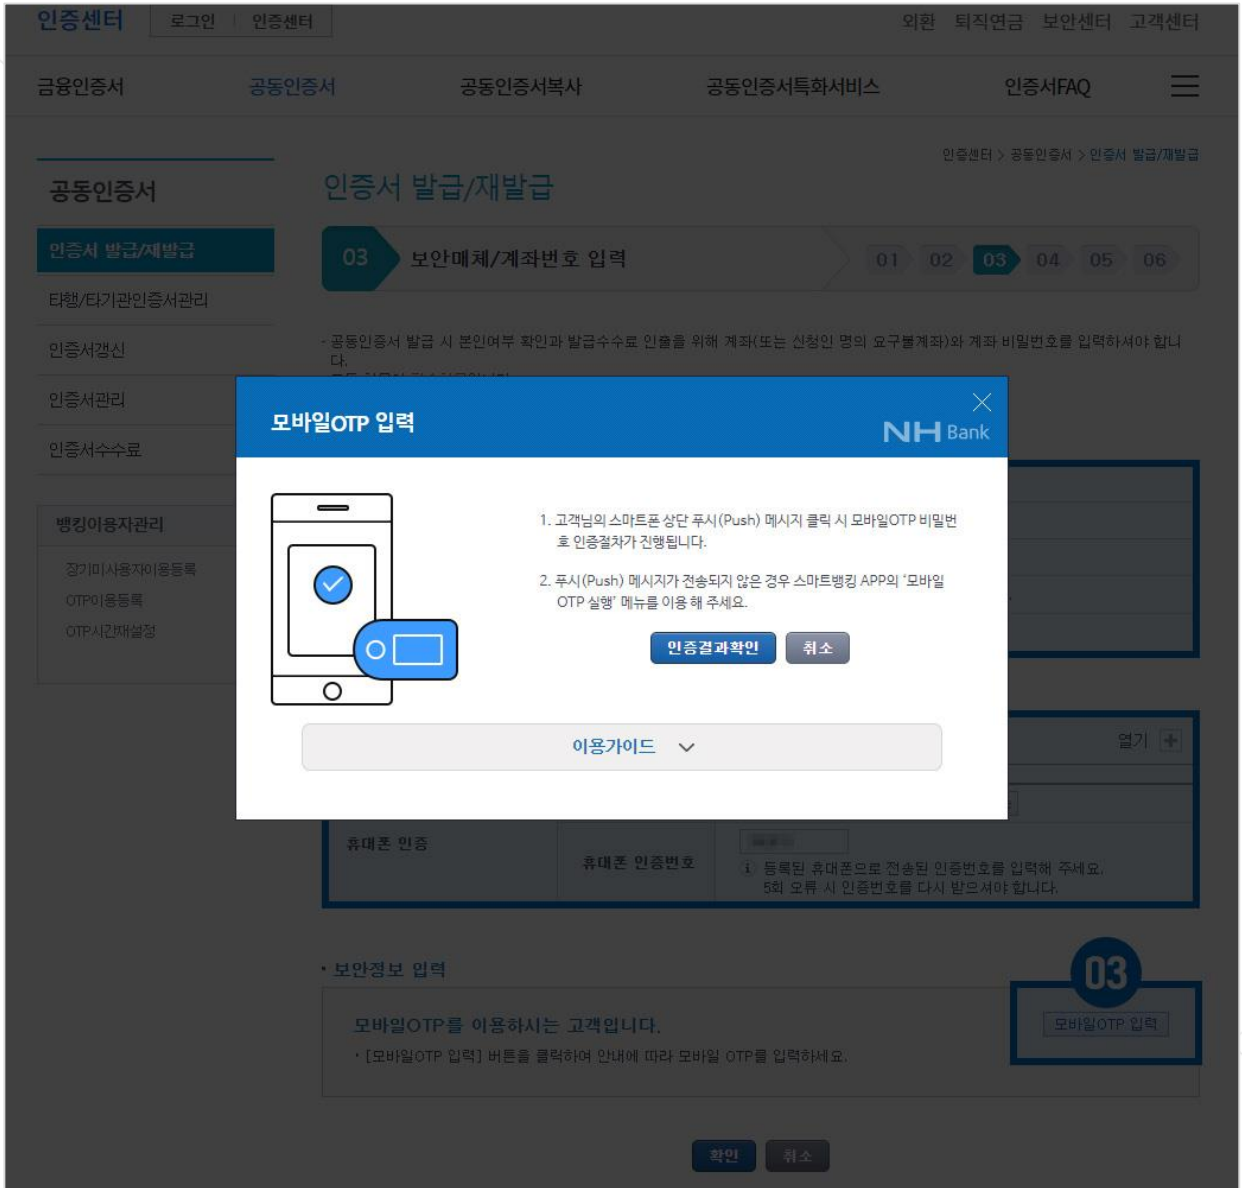 인증센터 로그인 인증센터 외환 퇴직연금 보안센터 고객센터
금융인증서 공동인증서 공동인증서복사 공동인증서특화서비스 인증서FAQ
인증센터 > 공동인증서 > 인증서 발급/재발급
공동인증서
인증서 발급/재발급
인증서 발급/재발급
타행/타기관인증서관리
인증서갱신
인증서관리
인증서수수료
뱅킹이용자관리
장기미사용자이용등록
OTP이용등록
OTP시간재설정
03 보안매체/계좌번호 입력 01 02 03 04 05 06
- 공동인증서 발급 시 본인여부 확인과 발급수수료 인출을 위해 계좌(또는 신청인 명의 요구불계좌)와 계좌 비밀번호를 입력하셔야 합니
다.
모바일OTP 입력
NH Bank
1. 고객님의 스마트폰 상단 푸시(Push) 메시지 클릭 시 모바일OTP 비밀번
호 인증절차가 진행됩니다.
2. 푸시(Push) 메시지가 전송되지 않은 경우 스마트뱅킹 APP의 '모바일
OTP 실행' 메뉴를 이용 해 주세요.
인증결과확인 취소
이용가이드
열기
휴대폰 인증
휴대폰 인증번호
등록된 휴대폰으로 전송된 인증번호를 입력해 주세요.
5회 오류 시 인증번호를 다시 받으셔야 합니다.
• 보안정보 입력
03
모바일OTP를 이용하시는 고객입니다.
• [모바일OTP 입력] 버튼을 클릭하여 안내에 따라 모바일 OTP를 입력하세요.
모바일OTP 입력
확인 취소